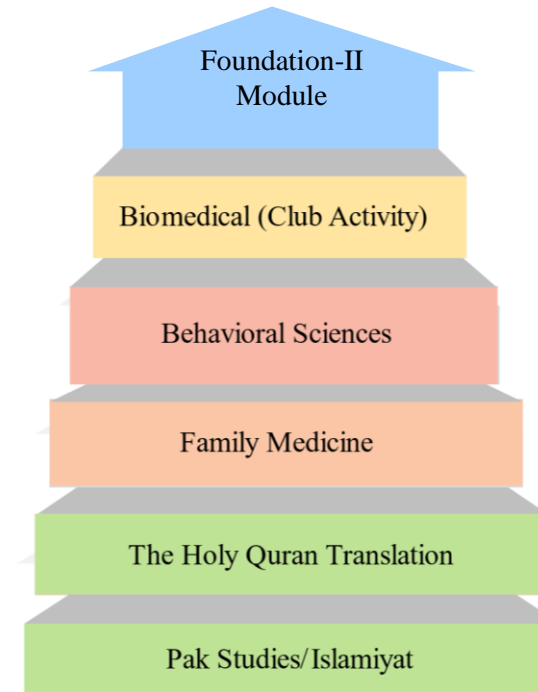 Foundation-II
Module
Biomedical (Club Activity)
Behavioral Sciences
Family Medicine
The Holy Quran Translation
Pak Studies/Islamiyat